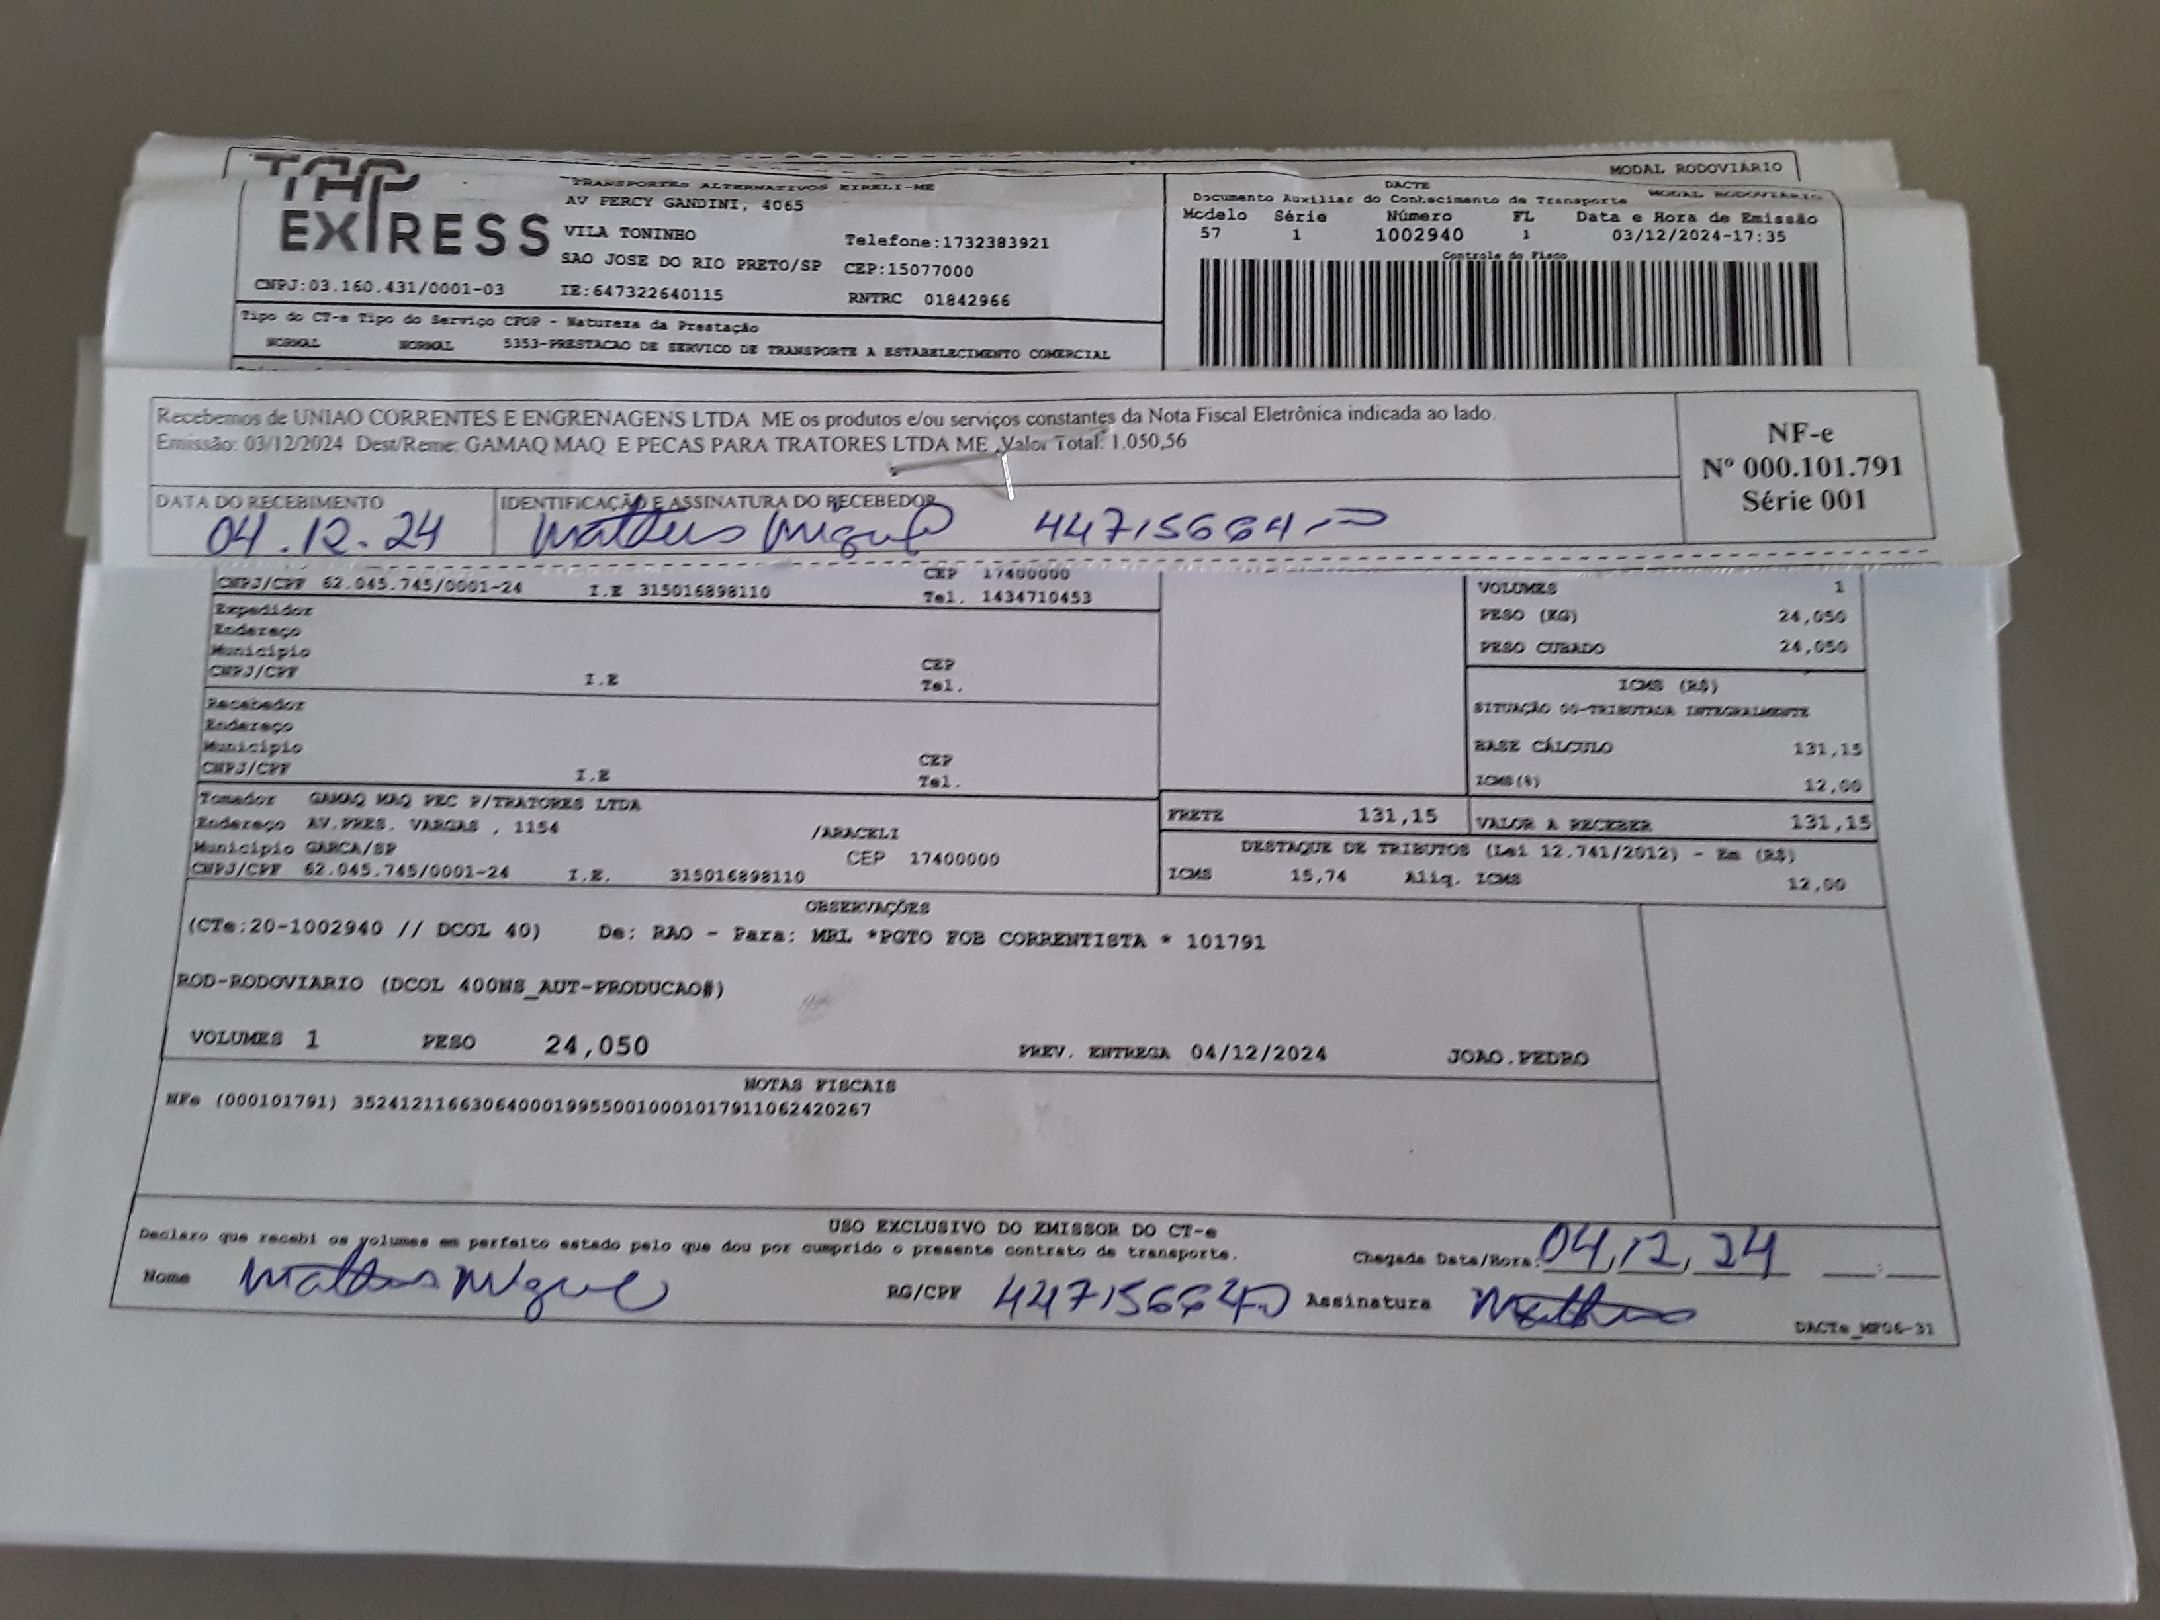 MODAL RODOVIÁRIO
TAP EXPRESS
TRANSPORTES ALTERNATIVOS EIRELI-ME
AV PERCY GANDINI, 4065
VILA TONINHO
Telefone:1732383921
SAO JOSE DO RIO PRETO/SP CEP:15077000
CNPJ:03.160.431/0001-03 IE:647322640115 RNTRC 01842966
DACTE
MODAL RODOVIARIO
Documento Auxiliar do Conhecimento de Transporte
Modelo Série Número FL Data e Hora de Emissão
57 1 1002940 1 03/12/2024-17:35
Controle do Fisco
Tipo do CT-e Tipo do Serviço CFOP - Natureza da Prestação
NORMAL NORMAL 5353-PRESTACAO DE SERVICO DE TRANSPORTE A ESTABELECIMENTO COMERCIAL
Recebemos de UNIAO CORRENTES E ENGRENAGENS LTDA ME os produtos e/ou serviços constantes da Nota Fiscal Eletrônica indicada ao lado.
Emissão: 03/12/2024 Dest/Reme: GAMAQ MAQ E PECAS PARA TRATORES LTDA ME Valor Total: 1.050,56
NF-e
Nº 000.101.791
Série 001
DATA DO RECEBIMENTO IDENTIFICAÇÃO E ASSINATURA DO RECEBEDOR
04.12.24 Matheus Miguel
CEP 17400000
CNPJ/CPF 62.045.745/0001-24 I.E 315016898110 Tel. 1434710453
Expedidor
Endereço
Município CEP
CNPJ/CPF I.E Tel.
Recebedor
Endereço
Município CEP
CNPJ/CPF I.E Tel.
Tomador GAMAQ MAQ PEC P/TRATORES LTDA
Endereço AV.PRES. VARGAS , 1154 /ARACELI
Município GARCA/SP CEP 17400000
CNPJ/CPF 62.045.745/0001-24 I.E. 315016898110
VOLUMES 1
PESO (KG) 24,050
PESO CUBADO 24,050
ICMS (R$)
SITUAÇÃO 00-TRIBUTADA INTEGRALMENTE
BASE CÁLCULO 131,15
ICMS(%) 12,00
FRETE 131,15 VALOR A RECEBER 131,15
DESTAQUE DE TRIBUTOS (Lei 12.741/2012) - Em (R$)
ICMS 15,74 Aliq. ICMS 12,00
OBSERVAÇÕES
(CTe:20-1002940 // DCOL 40) De: RAO - Para: MRL *PGTO FOB CORRENTISTA * 101791
ROD-RODOVIARIO (DCOL 400NS_AUT-PRODUCAO#)
VOLUMES 1 PESO 24,050 PREV. ENTREGA 04/12/2024 JOAO.PEDRO
NOTAS FISCAIS
NFe (000101791) 35241211663064000199550010001017911062420267
USO EXCLUSIVO DO EMISSOR DO CT-e
Declaro que recebi os volumes em perfeito estado pelo que dou por cumprido o presente contrato de transporte.
Chegada Data/Hora: 04,12,24
Nome Matheus Miguel RG/CPF Assinatura Matheus
DACTe_MP06-31